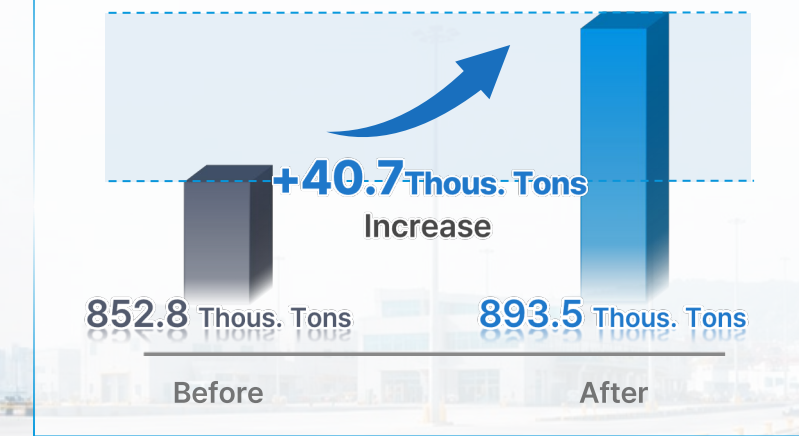 +40.7Thous. Tons
Increase
852.8 Thous. Tons
893.5 Thous. Tons
Before
After